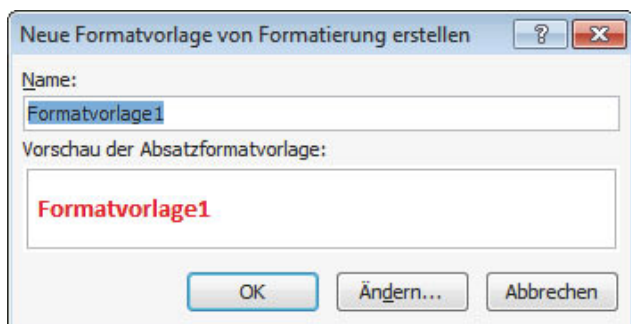 Neue Formatvorlage von Formatierung erstellen
Name:
Formatvorlage1
Vorschau der Absatzformatvorlage:
Formatvorlage1
OK Ändern... Abbrechen